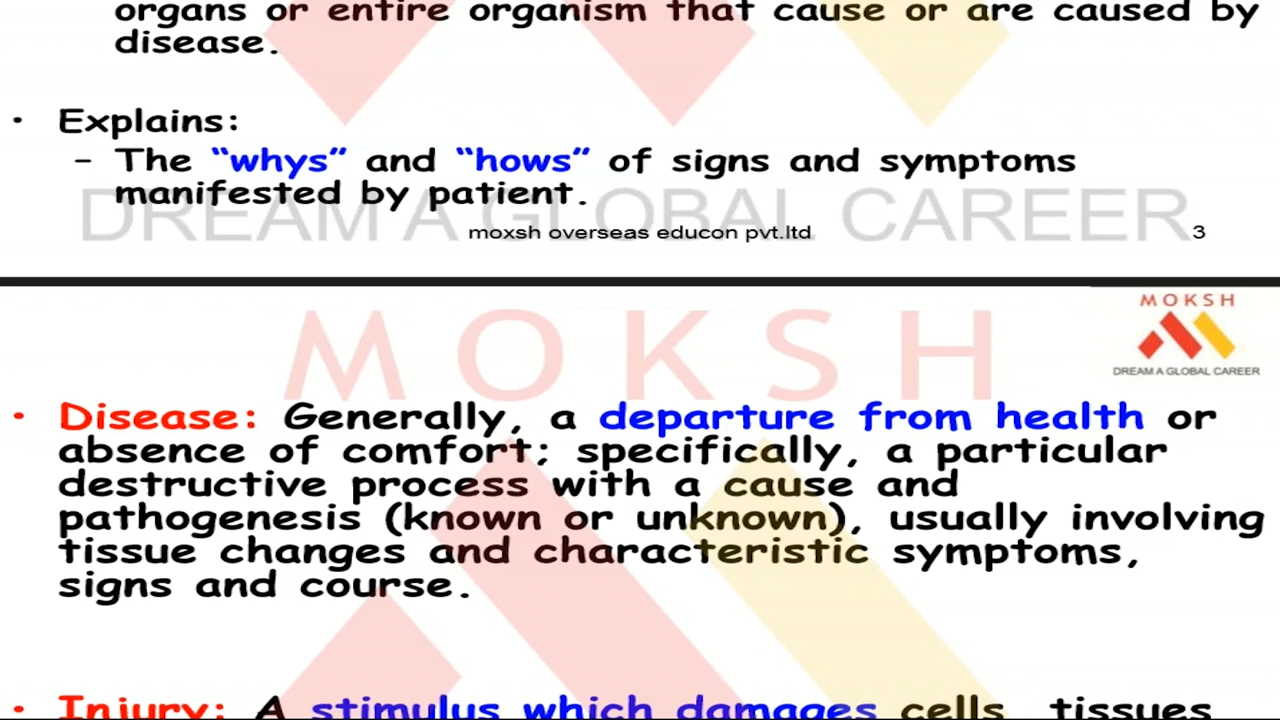 organs or entire organism that cause or are caused by
disease.
• Explains:
– The “whys” and “hows” of signs and symptoms
manifested by patient.
DREAM A GLOBAL CAREER
moxsh overseas educon pvt.ltd
3
MOKSH
MOKSH
DREAM A GLOBAL CAREER
• Disease: Generally, a departure from health or
absence of comfort; specifically, a particular
destructive process with a cause and
pathogenesis (known or unknown), usually involving
tissue changes and characteristic symptoms,
signs and course.
• Injury: A stimulus which damages cells, tissues